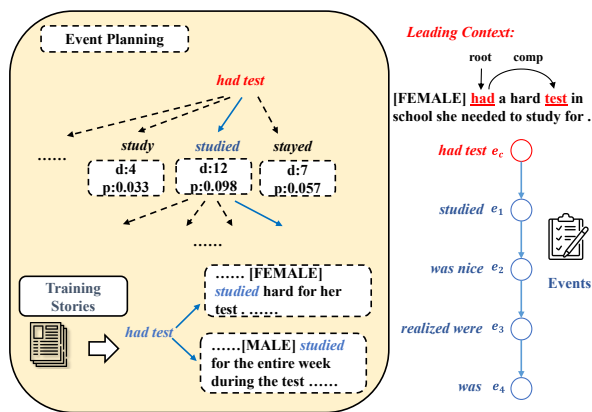 Event Planning
had test
......
study
studied
stayed
d:4
p:0.033
d:12
p:0.098
d:7
p:0.057
......
Training
Stories
had test
...... [FEMALE]
studied hard for her
test . ......
......[MALE] studied
for the entire week
during the test ......
Leading Context:
root
comp
[FEMALE] had a hard test in
school she needed to study for .
had test e_c
studied e_1
was nice e_2
realized were e_3
was e_4
Events